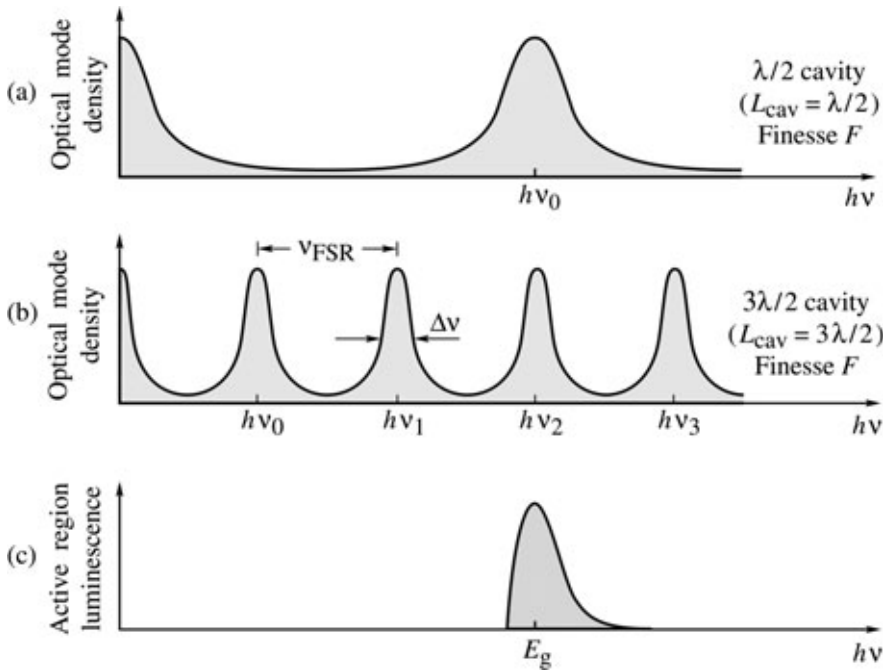 (a)
Optical mode
density
λ/2 cavity
(L_cav = λ/2)
Finesse F
hν₀
hν
(b)
Optical mode
density
ν_FSR
Δν
3λ/2 cavity
(L_cav = 3λ/2)
Finesse F
hν₀ hν₁ hν₂ hν₃ hν
(c)
Active region
luminescence
E_g
hν